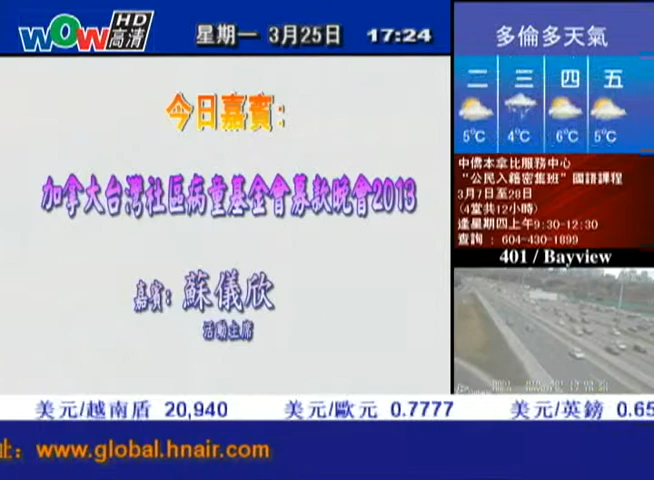 wow HD 高清
星期一 3月25日 17:24
今日嘉賓:
加拿大台灣社區病童基金會募款晚會2013
嘉賓: 蘇儀欣
活動主席
多倫多天氣
二 三 四 五
5°C 4°C 6°C 5°C
中僑本拿比服務中心
“公民入籍密集班”國語課程
3月7日至28日
(4堂共12小時)
逢星期四上午9:30-12:30
查詢 : 604-430-1899
401 / Bayview
美元/越南盾 20,940 美元/歐元 0.7777 美元/英鎊 0.65
址: www.global.hnair.com